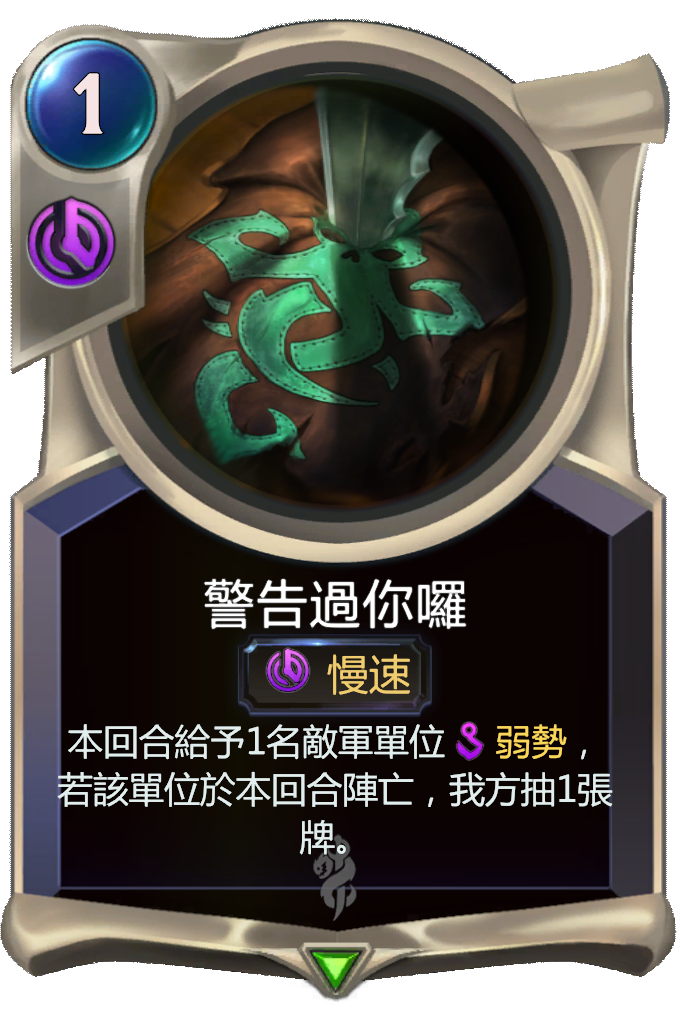 1
警告過你囉
慢速
本回合給予1名敵軍單位 弱勢，
若該單位於本回合陣亡，我方抽1張
牌。